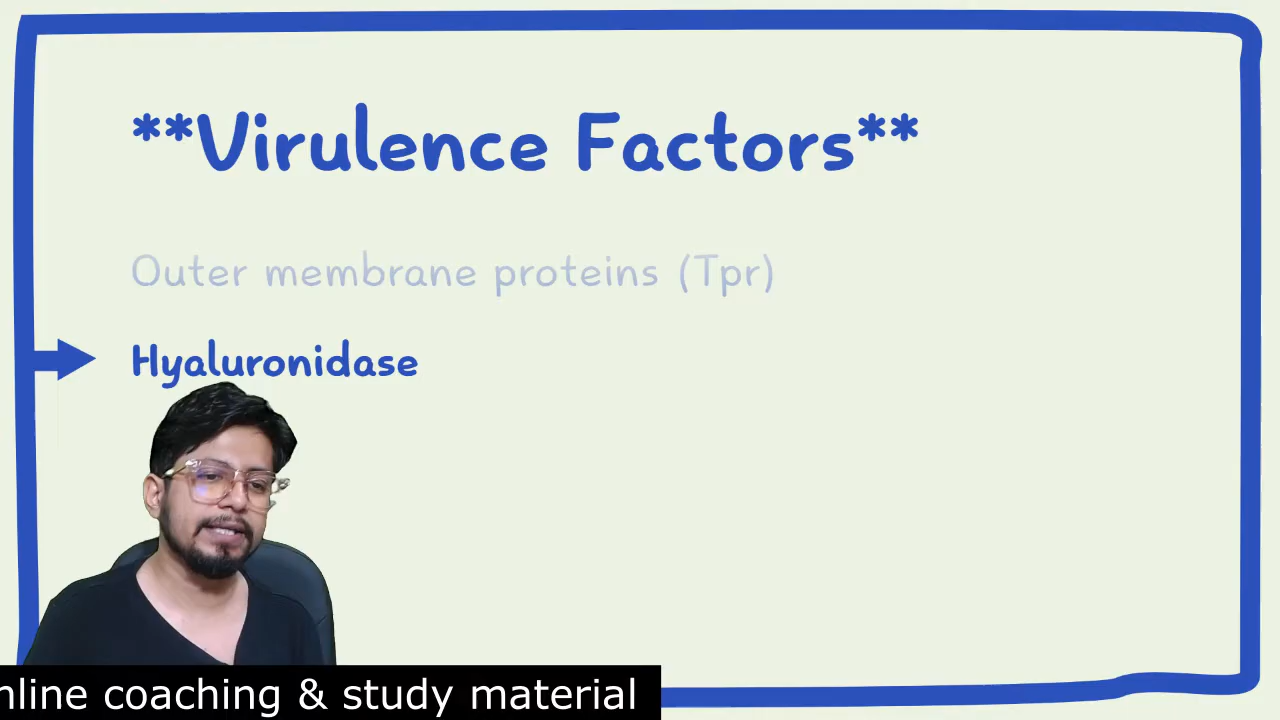 **Virulence Factors**
Outer membrane proteins (Tpr)
Hyaluronidase
nline coaching & study material